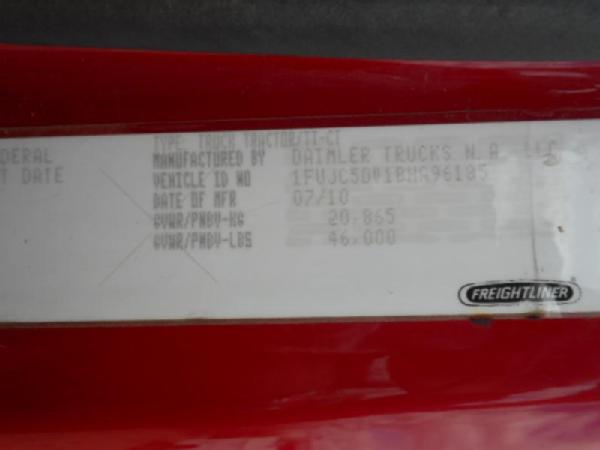 TYPE: TRUCK TRACTOR/TT-CT
DERAL
MANUFACTURED BY DAIMLER TRUCKS N.A. LLC
T DATE
VEHICLE ID NO
DATE OF MFR 07/10
GVWR/PNBV-KG 20,865
GVWR/PNBV-LBS 46,000
FREIGHTLINER